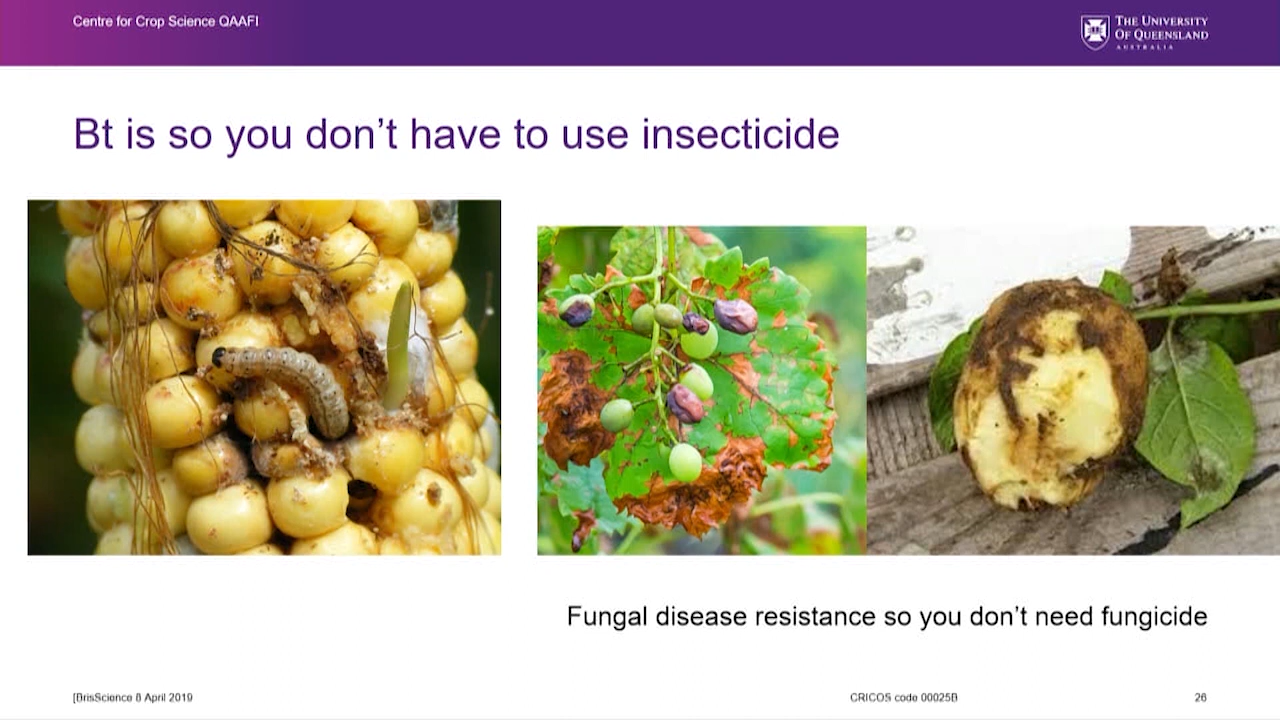 Centre for Crop Science QAAFI
THE UNIVERSITY
OF QUEENSLAND
AUSTRALIA
Bt is so you don't have to use insecticide
Fungal disease resistance so you don't need fungicide
[BrisScience 8 April 2019
CRICOS code 00025B
26